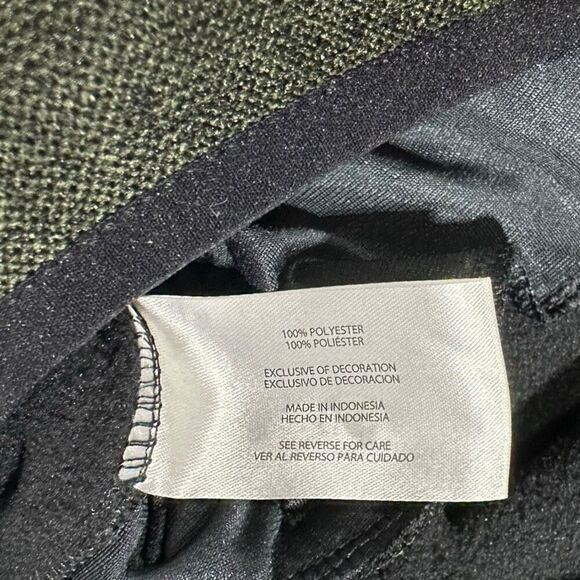 100% POLYESTER
100% POLIÉSTER
EXCLUSIVE OF DECORATION
EXCLUSIVO DE DECORACION
MADE IN INDONESIA
HECHO EN INDONESIA
SEE REVERSE FOR CARE
VER AL REVERSO PARA CUIDADO